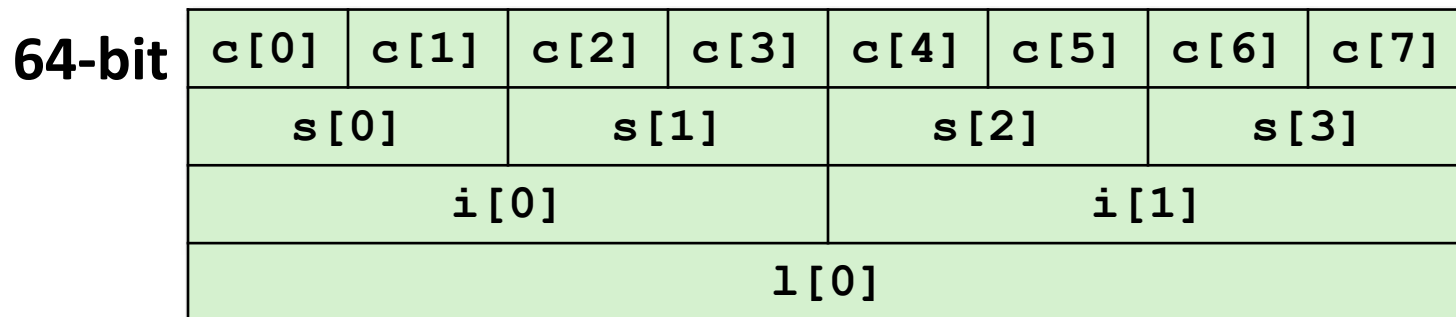 64-bit c[0] c[1] c[2] c[3] c[4] c[5] c[6] c[7]
s[0] s[1] s[2] s[3]
i[0] i[1]
l[0]